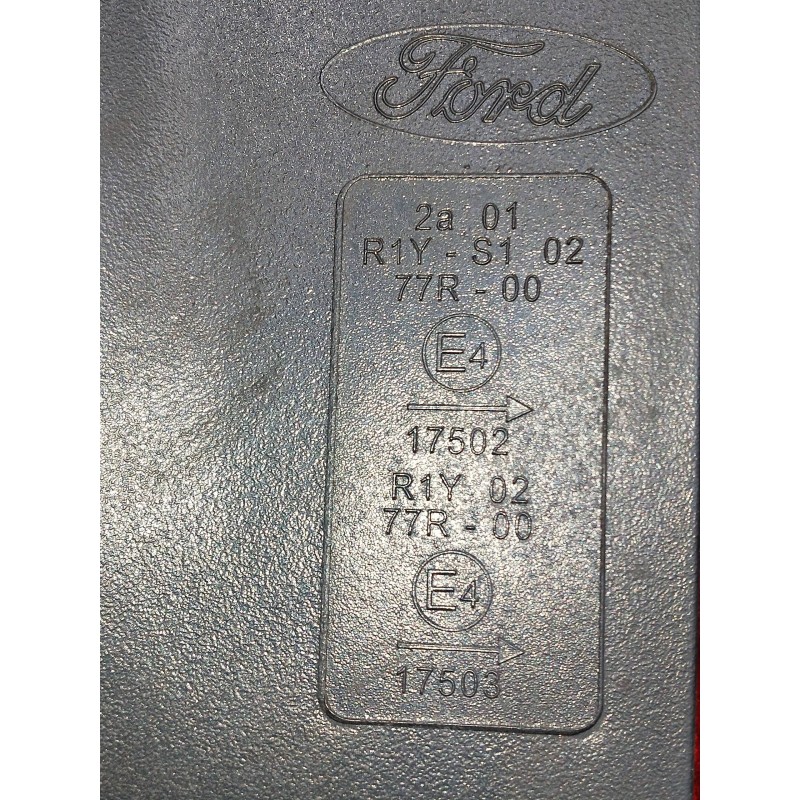 Ford
2a 01
R1Y - S1 02
77R - 00
E4
17502
R1Y 02
77R - 00
E4
17503